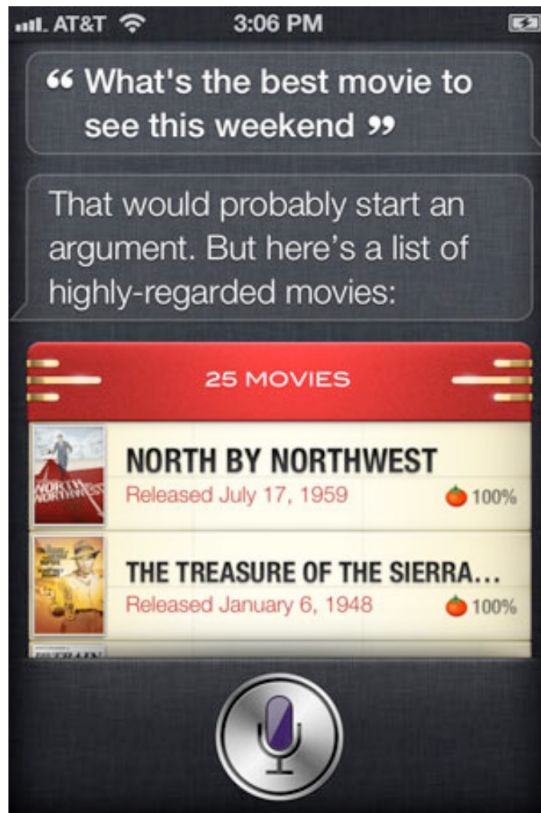 AT&T 3:06 PM
“ What's the best movie to
see this weekend ”
That would probably start an
argument. But here’s a list of
highly-regarded movies:
25 MOVIES
NORTH BY NORTHWEST
Released July 17, 1959 100%
THE TREASURE OF THE SIERRA…
Released January 6, 1948 100%